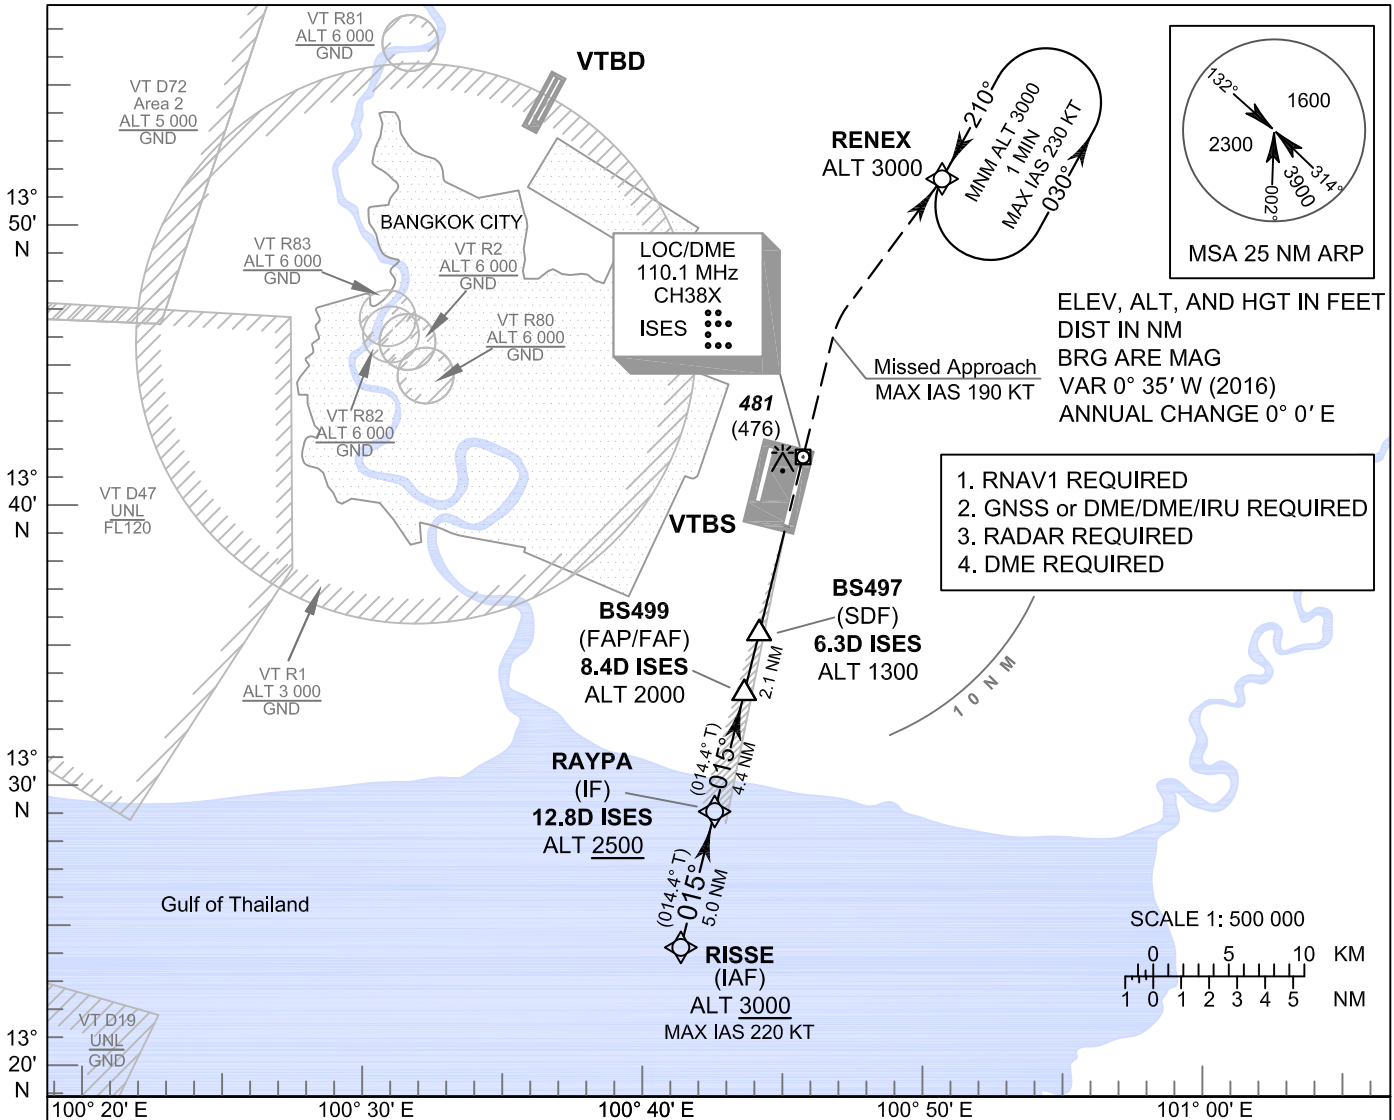 VT R81
ALT 6 000
GND
VTBD
VT D72
Area 2
ALT 5 000
GND
RENEX
ALT 3000
210°
MNM ALT 3000
1 MIN
MAX IAS 230 KT
030°
132°
1600
2300
314°
3900
002°
MSA 25 NM ARP
13°
50'
N
BANGKOK CITY
VT R83
ALT 6 000
GND
VT R2
ALT 6 000
GND
VT R80
ALT 6 000
GND
LOC/DME
110.1 MHz
CH38X
ISES
ELEV, ALT, AND HGT IN FEET
DIST IN NM
BRG ARE MAG
VAR 0° 35' W (2016)
ANNUAL CHANGE 0° 0' E
Missed Approach
MAX IAS 190 KT
VT R82
ALT 6 000
GND
481
(476)
1. RNAV1 REQUIRED
2. GNSS or DME/DME/IRU REQUIRED
3. RADAR REQUIRED
4. DME REQUIRED
13°
40'
N
VT D47
UNL
FL120
VTBS
BS499
(FAP/FAF)
8.4D ISES
ALT 2000
BS497
(SDF)
6.3D ISES
ALT 1300
2.1 NM
10 NM
VT R1
ALT 3 000
GND
13°
30'
N
RAYPA
(IF)
12.8D ISES
ALT 2500
(014.4° T)
015°
4.4 NM
(014.4° T)
015°
5.0 NM
Gulf of Thailand
RISSE
(IAF)
ALT 3000
MAX IAS 220 KT
SCALE 1: 500 000
0 5 10 KM
1 0 1 2 3 4 5 NM
VT D19
UNL
GND
13°
20'
N
100° 20' E
100° 30' E
100° 40' E
100° 50' E
101° 00' E